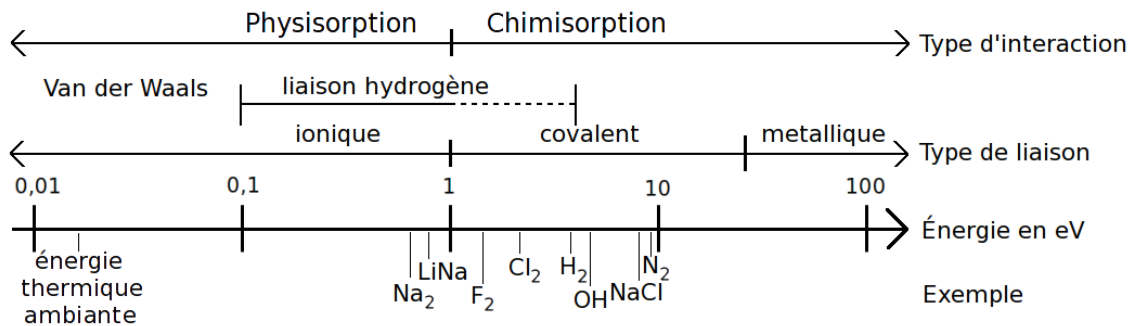 Physisorption Chimisorption
Type d'interaction
Van der Waals liaison hydrogène
ionique covalent metallique
Type de liaison
0,01 0,1 1 10 100
Énergie en eV
énergie
thermique
ambiante
Na₂ LiNa F₂ Cl₂ H₂ OH NaCl N₂
Exemple